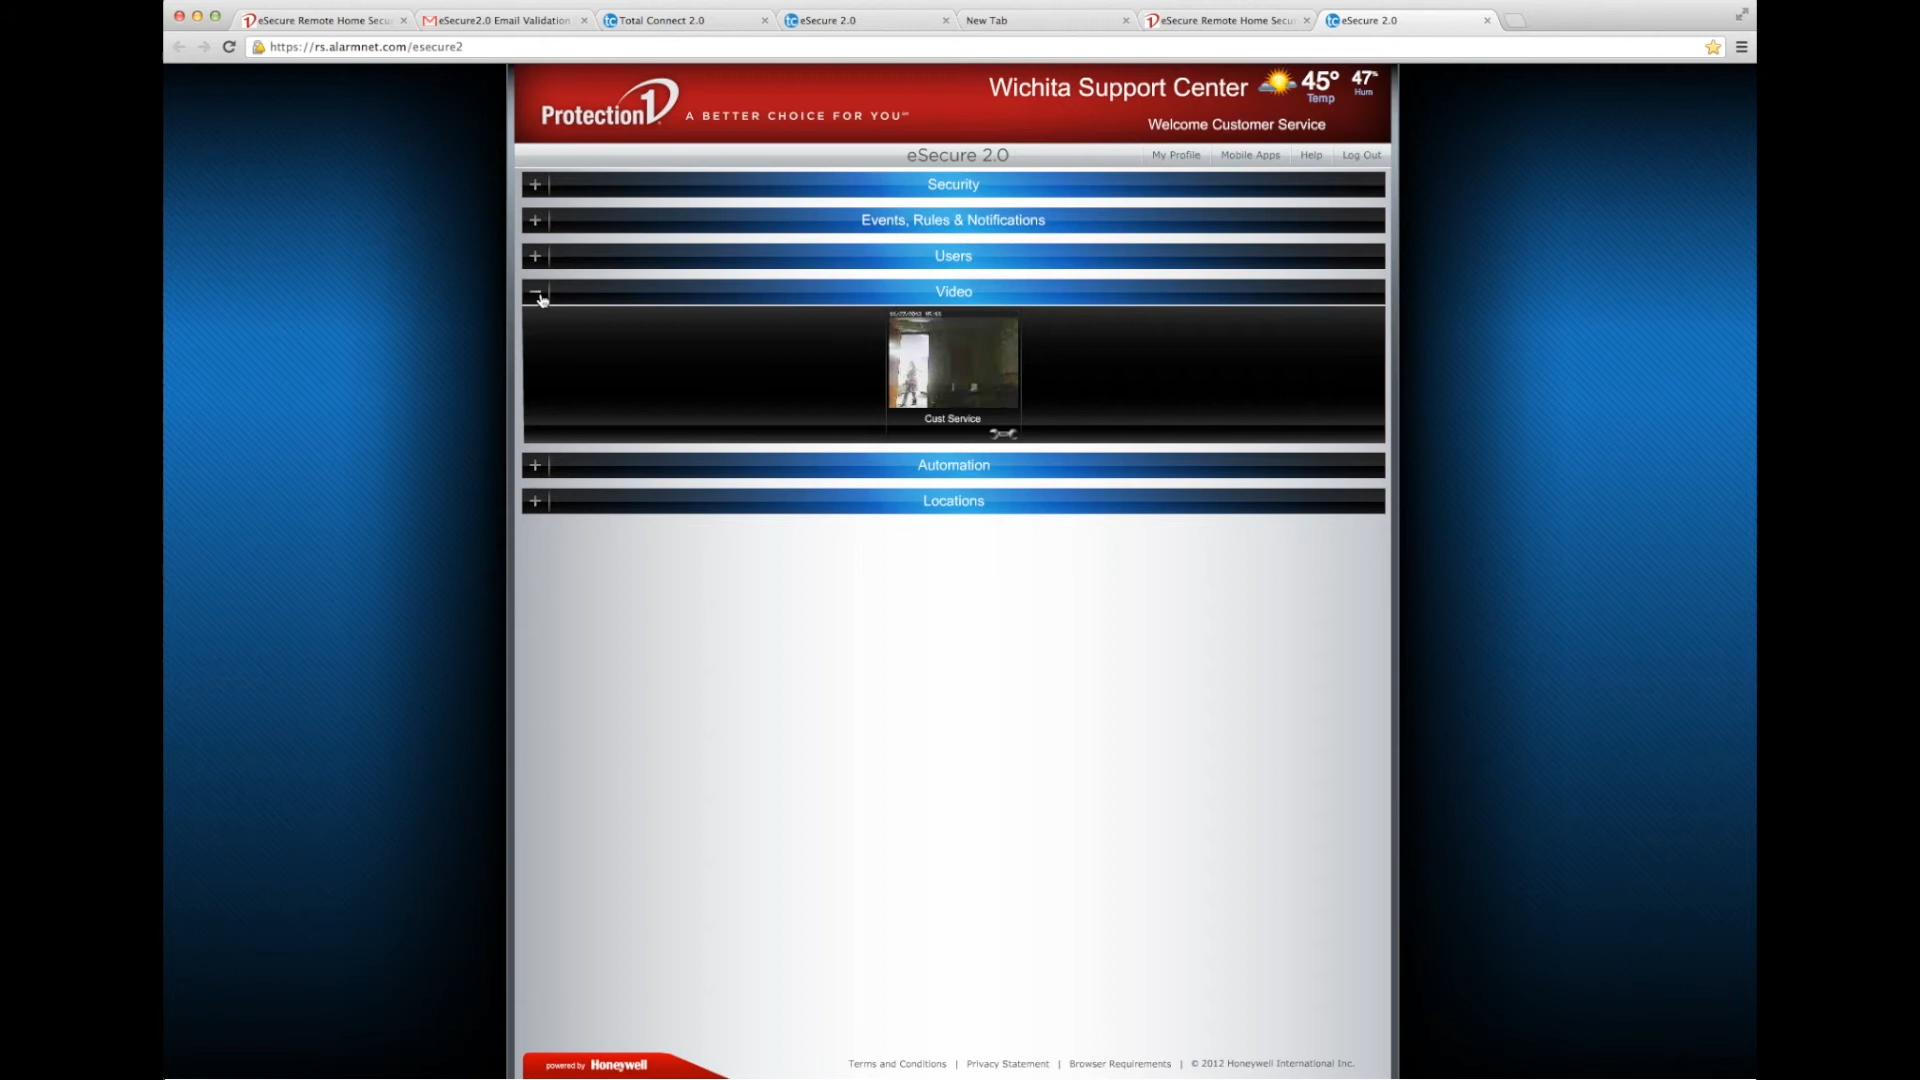 eSecure Remote Home Secu
eSecure2.0 Email Validation
tc Total Connect 2.0
tc eSecure 2.0
New Tab
eSecure Remote Home Secu
tc eSecure 2.0
https://rs.alarmnet.com/esecure2
Protection 1
A BETTER CHOICE FOR YOU
Wichita Support Center
45° Temp
47% Hum
Welcome Customer Service
eSecure 2.0
My Profile
Mobile Apps
Help
Log Out
Security
Events, Rules & Notifications
Users
Video
Cust Service
Automation
Locations
powered by Honeywell
Terms and Conditions | Privacy Statement | Browser Requirements | © 2012 Honeywell International Inc.